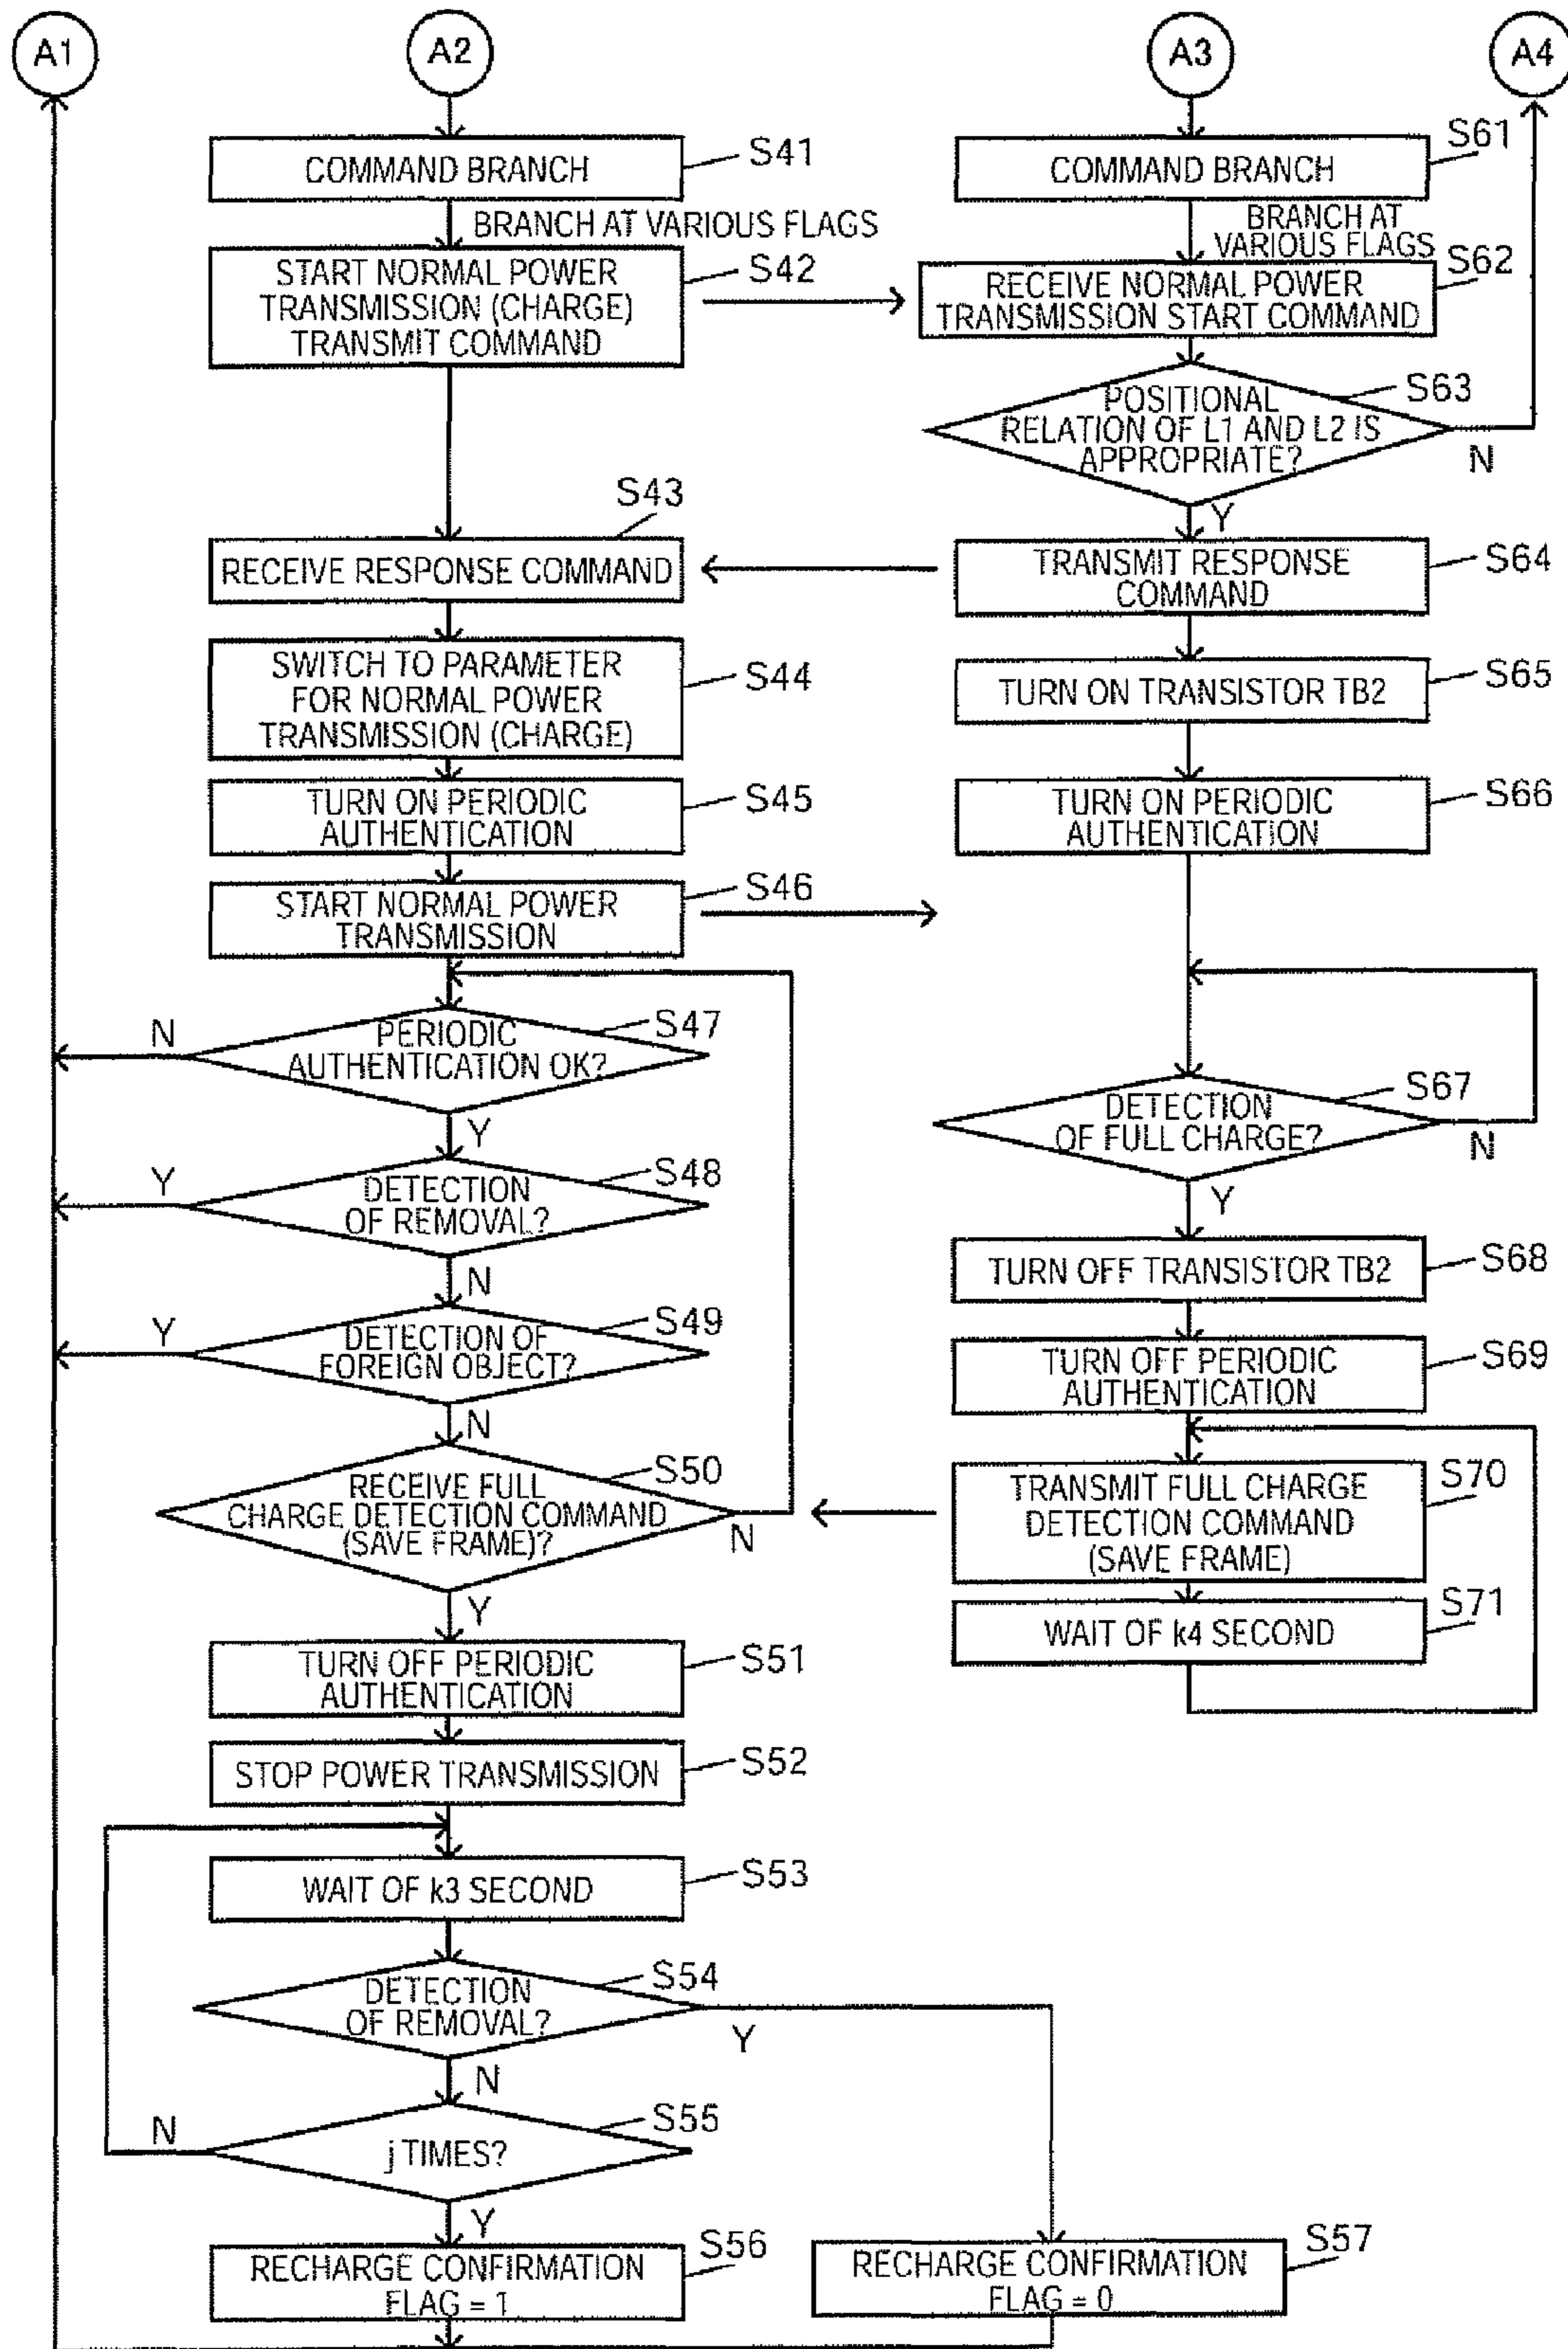 A1
A2
A3
A4
COMMAND BRANCH
S41
BRANCH AT VARIOUS FLAGS
START NORMAL POWER
TRANSMISSION (CHARGE)
TRANSMIT COMMAND
S42
S43
RECEIVE RESPONSE COMMAND
SWITCH TO PARAMETER
FOR NORMAL POWER
TRANSMISSION (CHARGE)
S44
TURN ON PERIODIC
AUTHENTICATION
S45
START NORMAL POWER
TRANSMISSION
S46
PERIODIC
AUTHENTICATION OK?
S47
N
Y
DETECTION
OF REMOVAL?
S48
Y
N
DETECTION OF
FOREIGN OBJECT?
S49
Y
N
RECEIVE FULL
CHARGE DETECTION COMMAND
(SAVE FRAME)?
S50
N
Y
TURN OFF PERIODIC
AUTHENTICATION
S51
STOP POWER TRANSMISSION
S52
WAIT OF k3 SECOND
S53
DETECTION
OF REMOVAL?
S54
Y
N
j TIMES?
S55
N
Y
RECHARGE CONFIRMATION
FLAG = 1
S56
RECHARGE CONFIRMATION
FLAG = 0
S57
COMMAND BRANCH
S61
BRANCH AT
VARIOUS FLAGS
RECEIVE NORMAL POWER
TRANSMISSION START COMMAND
S62
POSITIONAL
RELATION OF L1 AND L2 IS
APPROPRIATE?
S63
N
Y
TRANSMIT RESPONSE
COMMAND
S64
TURN ON TRANSISTOR TB2
S65
TURN ON PERIODIC
AUTHENTICATION
S66
DETECTION
OF FULL CHARGE?
S67
N
Y
TURN OFF TRANSISTOR TB2
S68
TURN OFF PERIODIC
AUTHENTICATION
S69
TRANSMIT FULL CHARGE
DETECTION COMMAND
(SAVE FRAME)
S70
WAIT OF k4 SECOND
S71